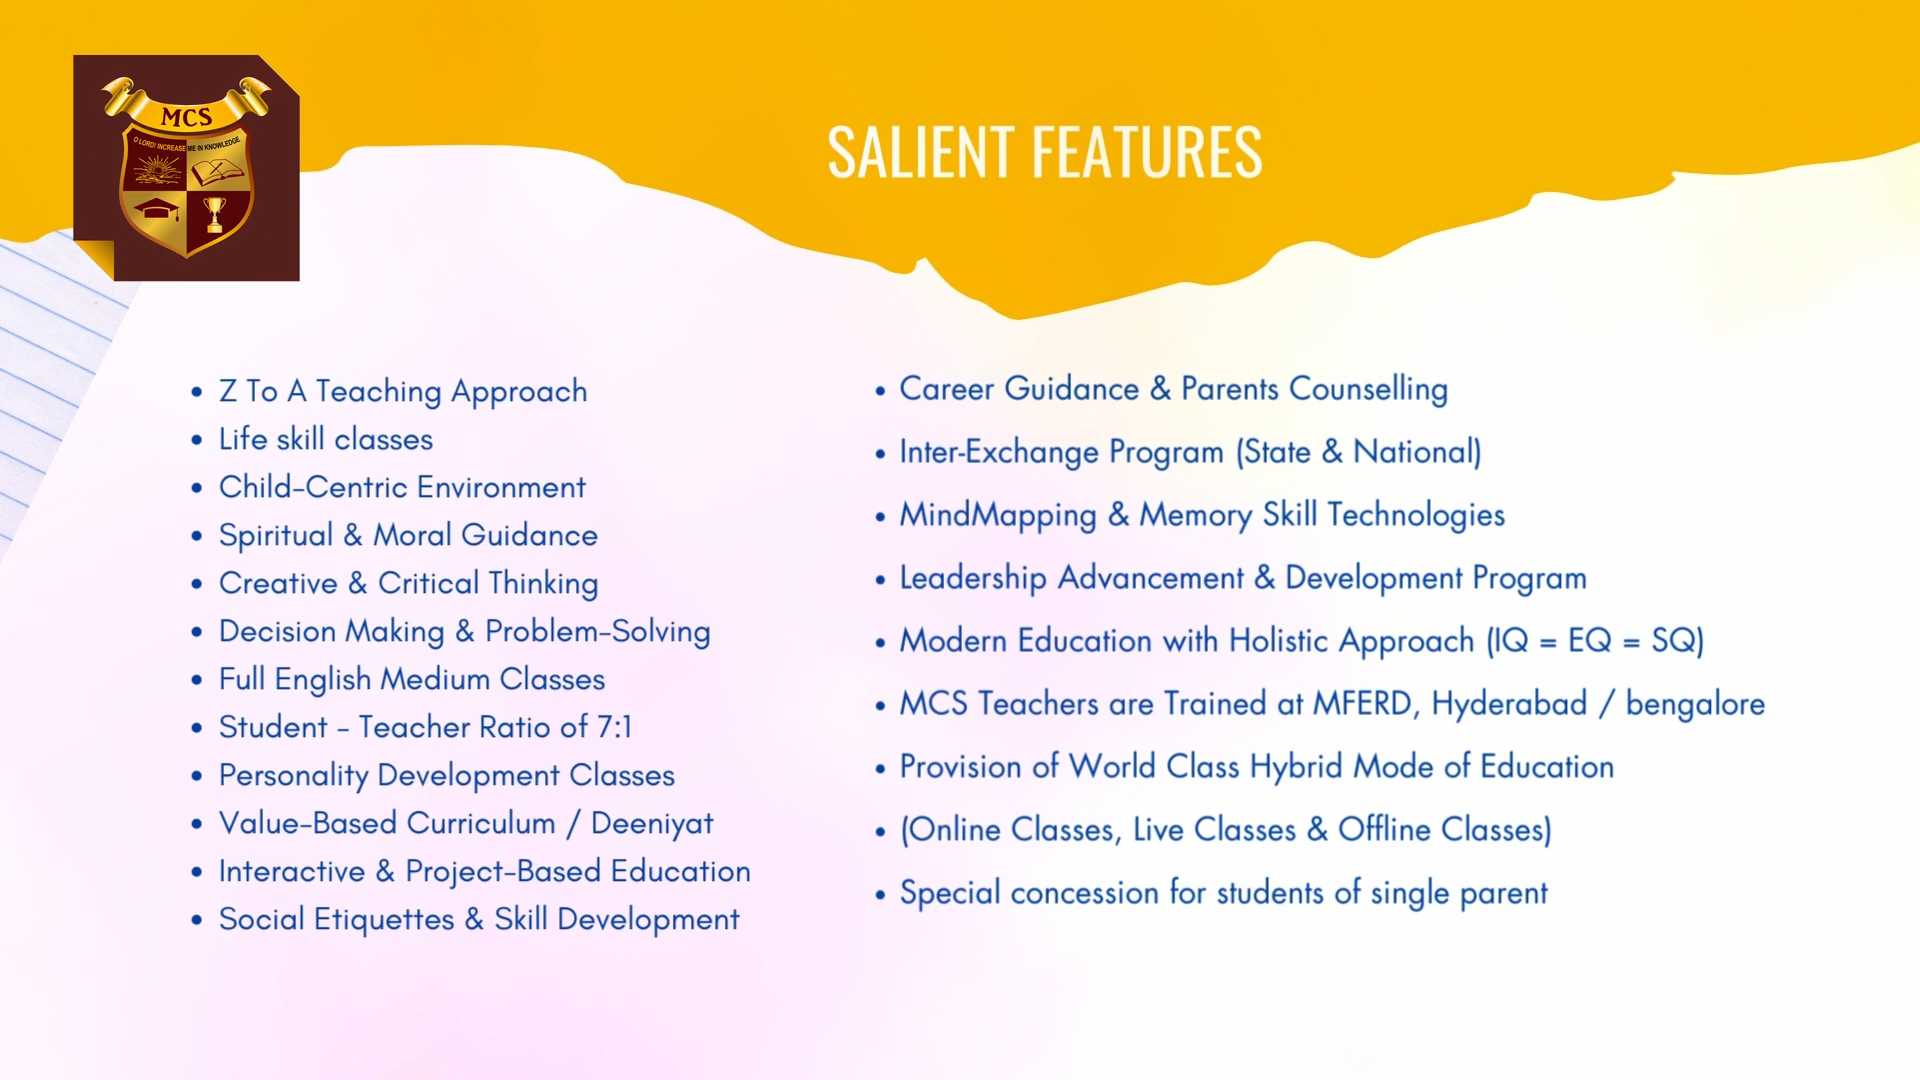 MCS
O LORD! INCREASE ME IN KNOWLEDGE
SALIENT FEATURES
• Z To A Teaching Approach
• Life skill classes
• Child-Centric Environment
• Spiritual & Moral Guidance
• Creative & Critical Thinking
• Decision Making & Problem-Solving
• Full English Medium Classes
• Student - Teacher Ratio of 7:1
• Personality Development Classes
• Value-Based Curriculum / Deeniyat
• Interactive & Project-Based Education
• Social Etiquettes & Skill Development
• Career Guidance & Parents Counselling
• Inter-Exchange Program (State & National)
• MindMapping & Memory Skill Technologies
• Leadership Advancement & Development Program
• Modern Education with Holistic Approach (IQ = EQ = SQ)
• MCS Teachers are Trained at MFERD, Hyderabad / bengalore
• Provision of World Class Hybrid Mode of Education
• (Online Classes, Live Classes & Offline Classes)
• Special concession for students of single parent